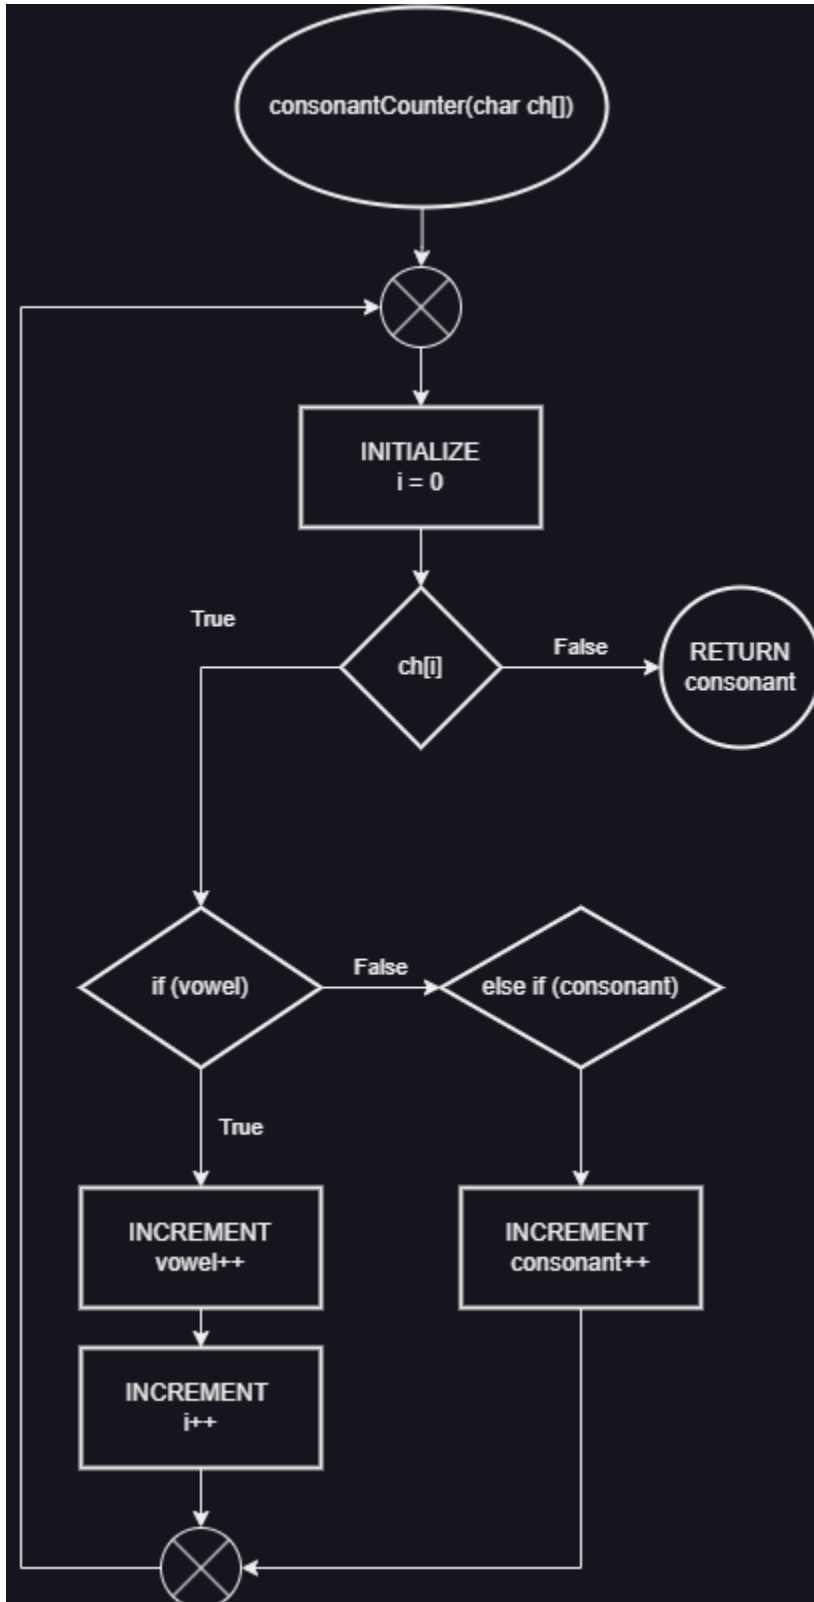 consonantCounter(char ch[])
INITIALIZE
i = 0
True
ch[i]
False
RETURN
consonant
if (vowel)
False
else if (consonant)
True
INCREMENT
vowel++
INCREMENT
consonant++
INCREMENT
i++